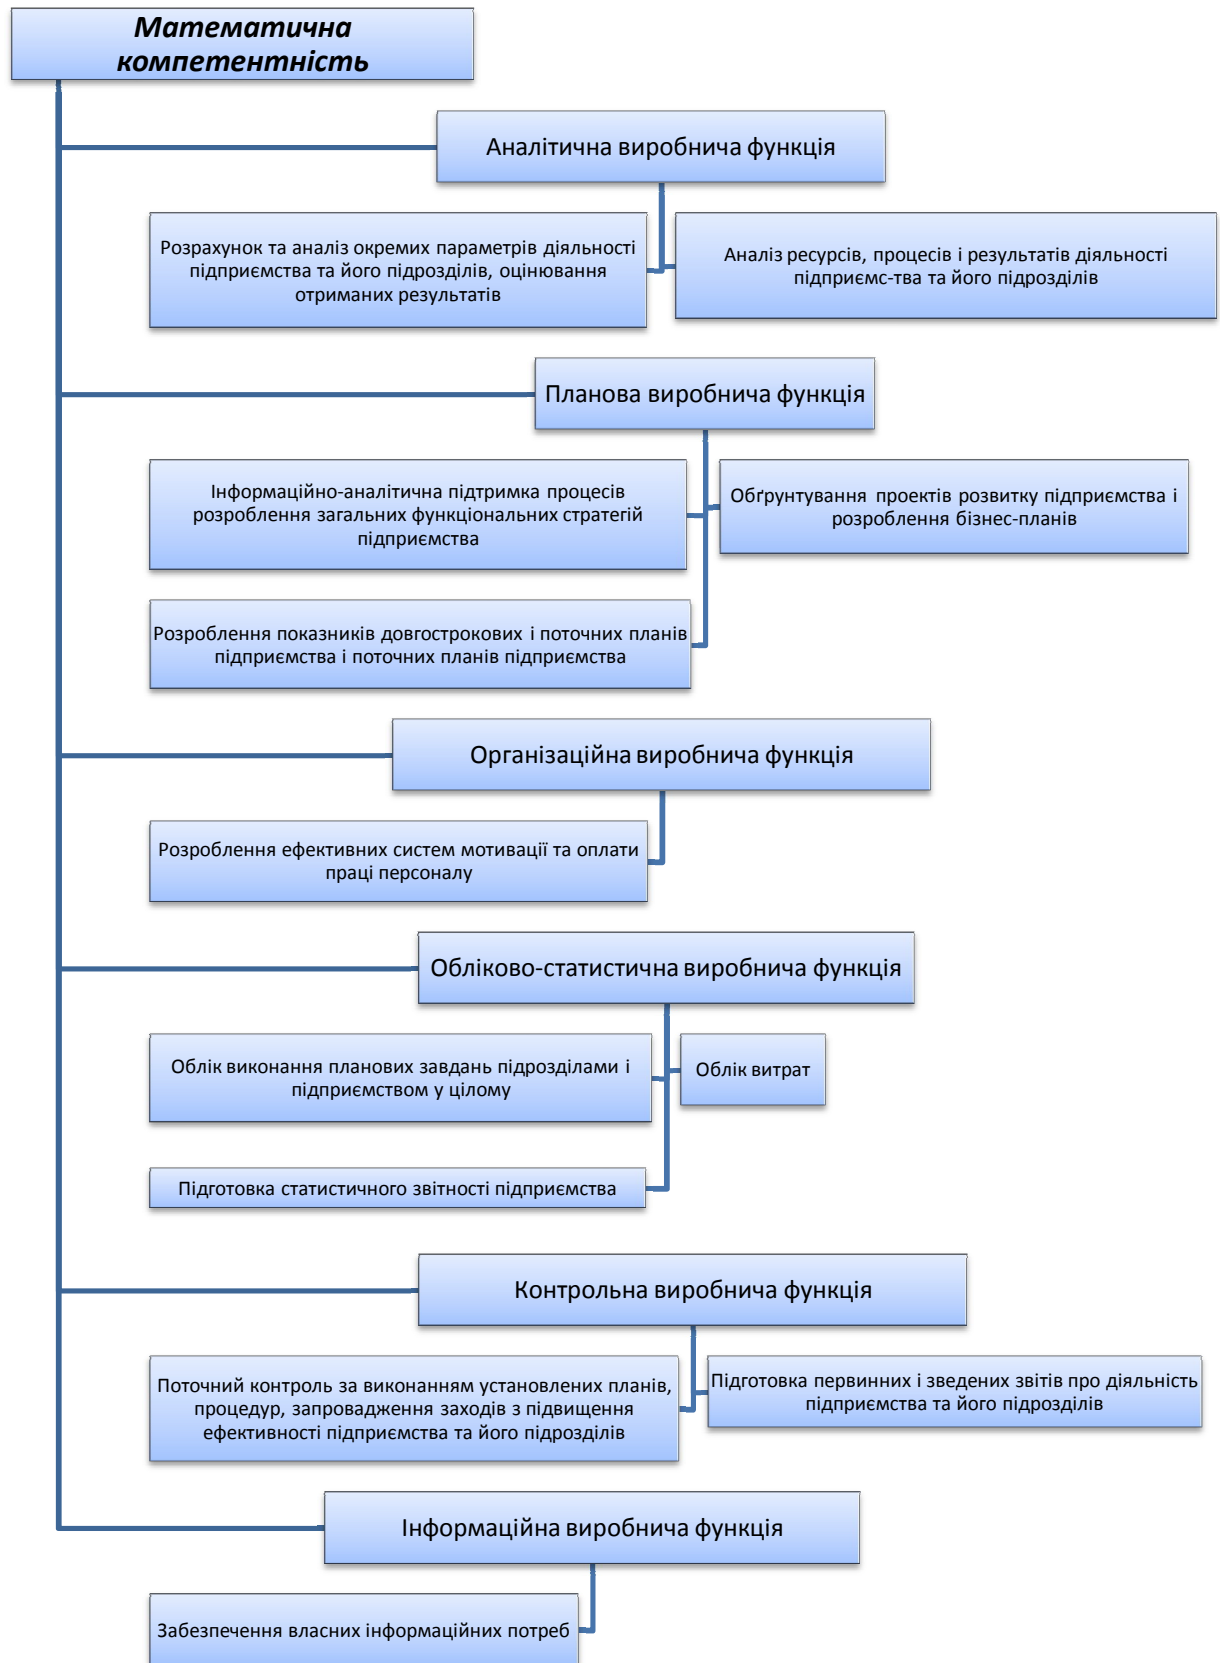 Математична
компетентність
Аналітична виробнича функція
Розрахунок та аналіз окремих параметрів діяльності
підприємства та його підрозділів, оцінювання
отриманих результатів
Аналіз ресурсів, процесів і результатів діяльності
підприємс-тва та його підрозділів
Планова виробнича функція
Інформаційно-аналітична підтримка процесів
розроблення загальних функціональних стратегій
підприємства
Обґрунтування проектів розвитку підприємства і
розроблення бізнес-планів
Розроблення показників довгострокових і поточних планів
підприємства і поточних планів підприємства
Організаційна виробнича функція
Розроблення ефективних систем мотивації та оплати
праці персоналу
Обліково-статистична виробнича функція
Облік виконання планових завдань підрозділами і
підприємством у цілому
Облік витрат
Підготовка статистичного звітності підприємства
Контрольна виробнича функція
Поточний контроль за виконанням установлених планів,
процедур, запровадження заходів з підвищення
ефективності підприємства та його підрозділів
Підготовка первинних і зведених звітів про діяльність
підприємства та його підрозділів
Інформаційна виробнича функція
Забезпечення власних інформаційних потреб